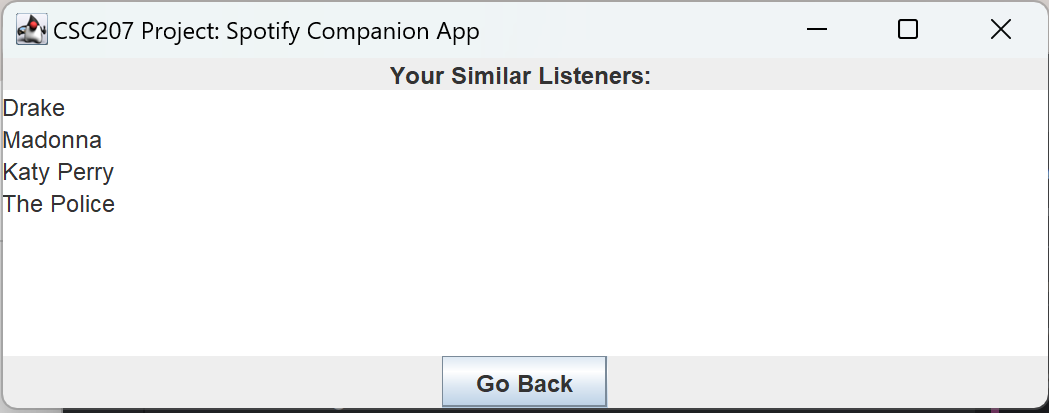 CSC207 Project: Spotify Companion App
Your Similar Listeners:
Drake
Madonna
Katy Perry
The Police
Go Back